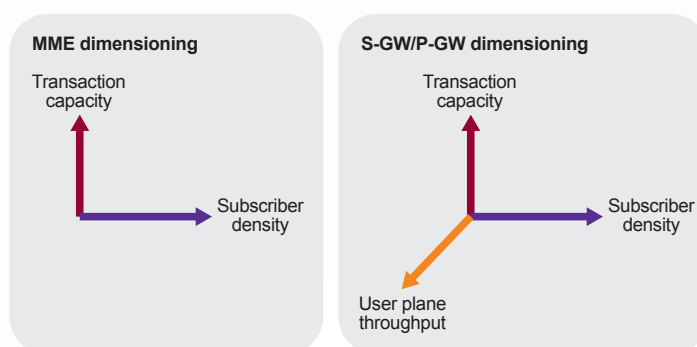 MME dimensioning
Transaction
capacity
Subscriber
density
S-GW/P-GW dimensioning
Transaction
capacity
Subscriber
density
User plane
throughput